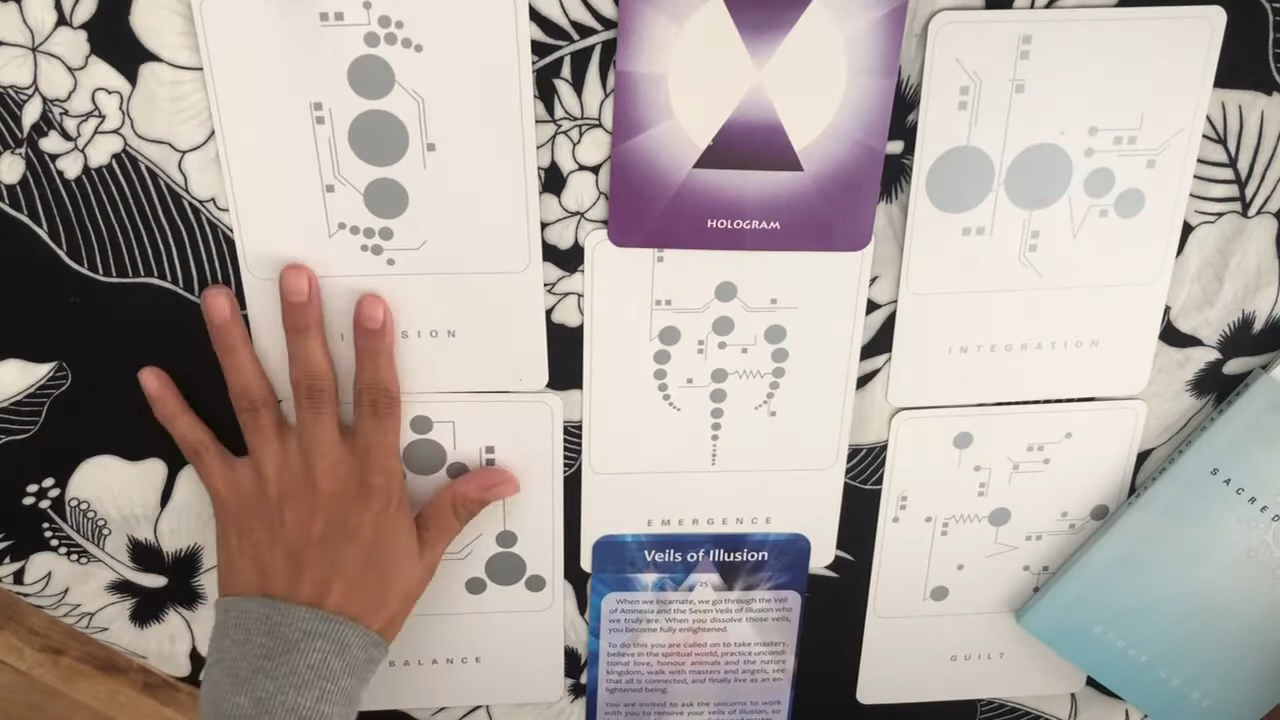 HOLOGRAM
SION
INTEGRATION
EMERGENCE
BALANCE
GUILT
SACRED
Veils of Illusion
25
When we incarnate, we go through the Veil
of Amnesia and the Seven Veils of Illusion who
we truly are. When you dissolve those veils,
you become fully enlightened.
To do this you are called on to take mastery,
believe in the spiritual world, practice uncondi-
tional love, honour animals and the nature
kingdom, walk with masters and angels, see
that all is connected, and finally live as an en-
lightened being.
You are invited to ask the unicorns to work
with you to remove your veils of illusion, so